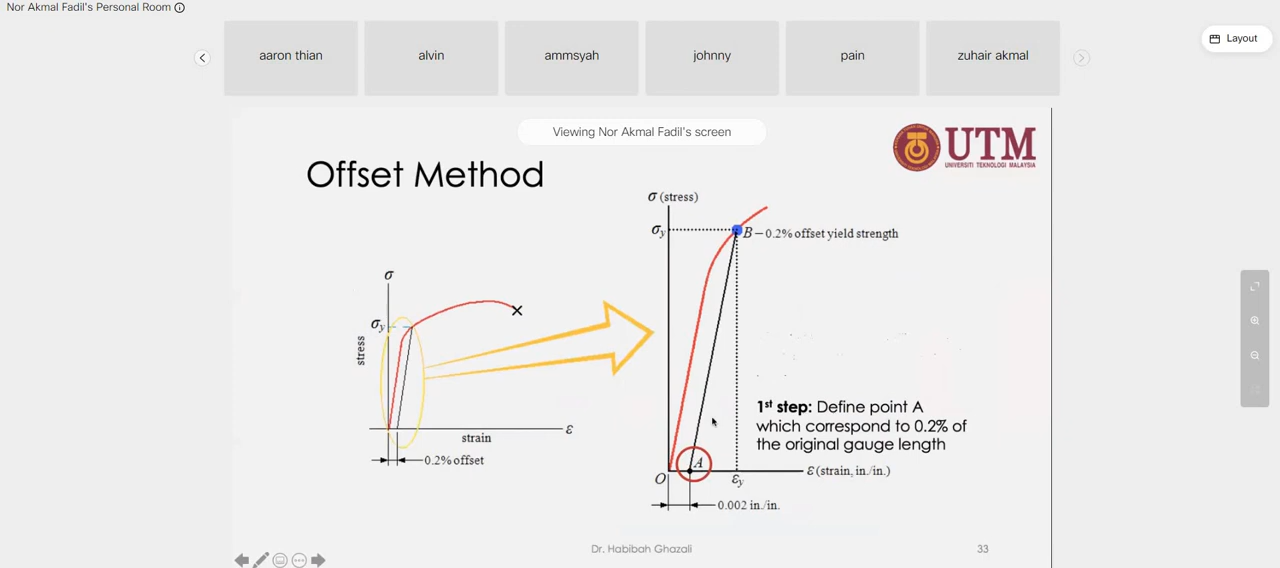 Nor Akmal Fadil's Personal Room
aaron thian
alvin
ammsyah
johnny
pain
zuhair akmal
Layout
Viewing Nor Akmal Fadil's screen
UTM
UNIVERSITI TEKNOLOGI MALAYSIA
Offset Method
σ (stress)
σy
B – 0.2% offset yield strength
σ
σy
stress
ε
strain
0.2% offset
1st step: Define point A
which correspond to 0.2% of
the original gauge length
A
O
εy
ε (strain, in./in.)
0.002 in./in.
Dr. Habibah Ghazali
33